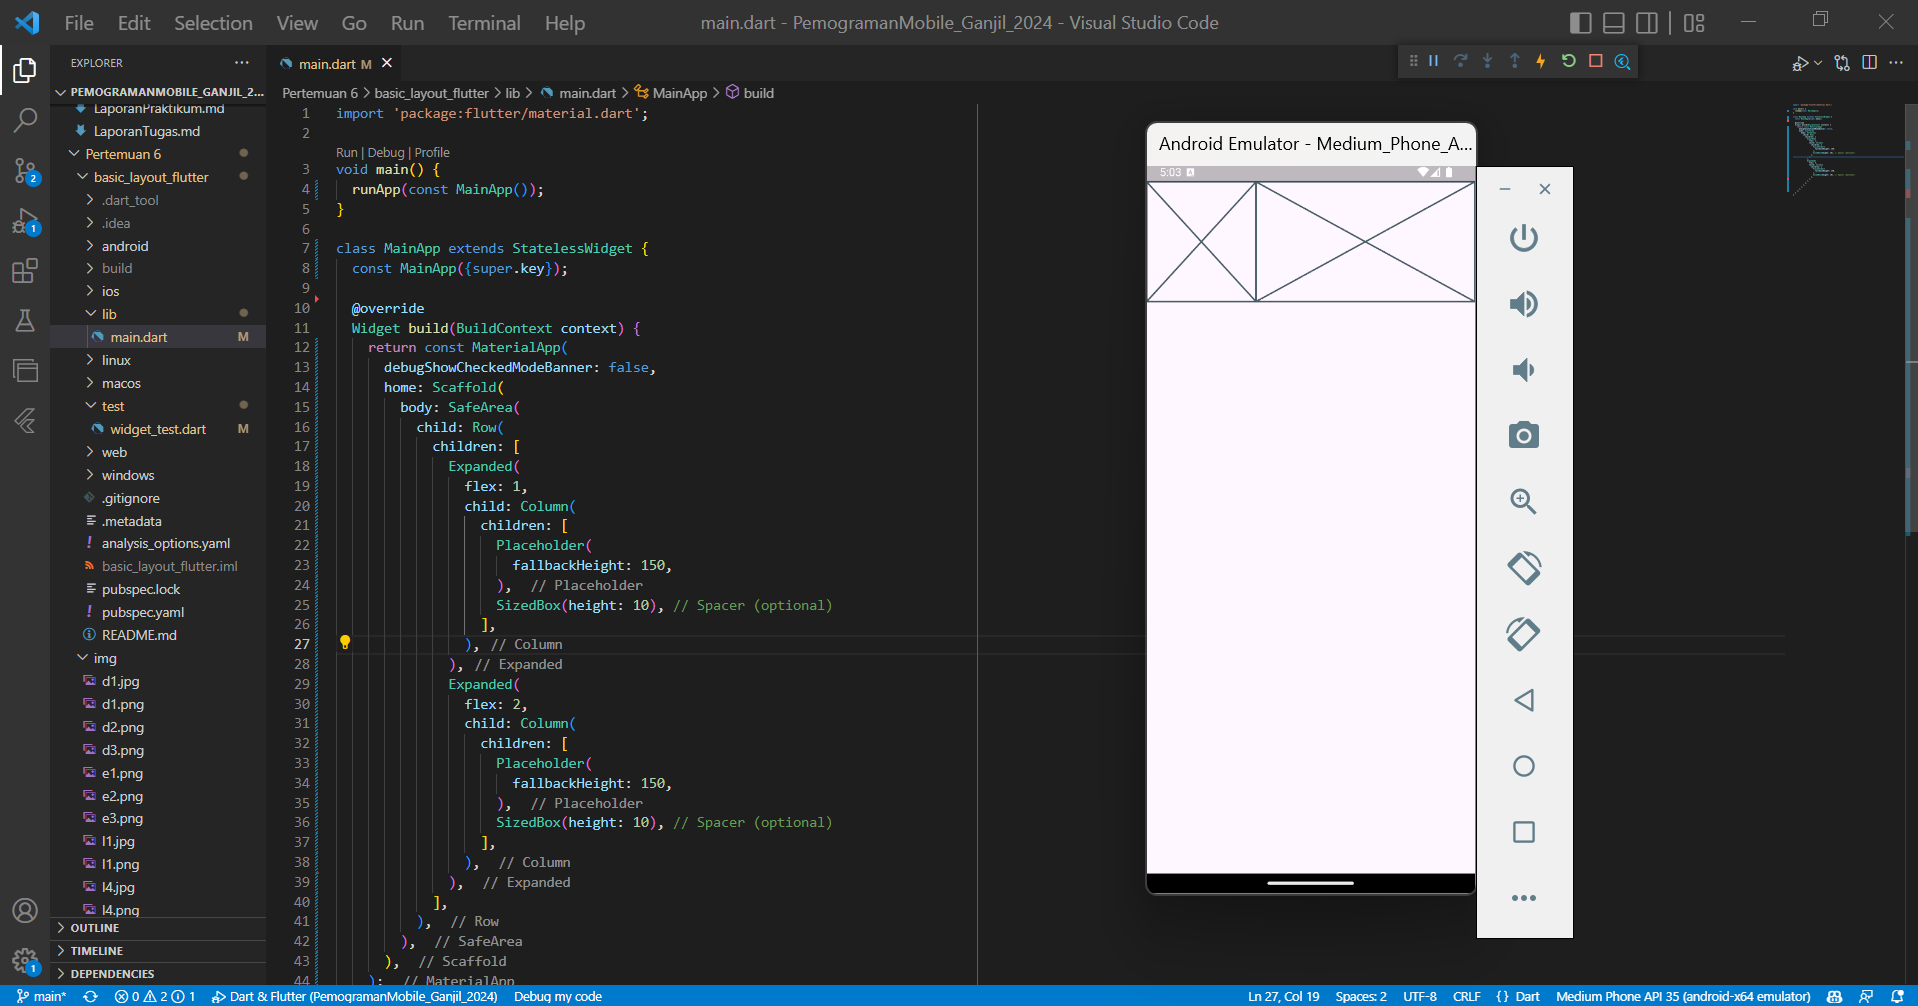 File Edit Selection View Go Run Terminal Help
main.dart - PemogramanMobile_Ganjil_2024 - Visual Studio Code
EXPLORER
PEMOGRAMANMOBILE_GANJIL_2...
LaporanPraktikum.md
LaporanTugas.md
Pertemuan 6
basic_layout_flutter
.dart_tool
.idea
android
build
ios
lib
main.dart M
linux
macos
test
widget_test.dart M
web
windows
.gitignore
.metadata
analysis_options.yaml
basic_layout_flutter.iml
pubspec.lock
pubspec.yaml
README.md
img
d1.jpg
d1.png
d2.png
d3.png
e1.png
e2.png
e3.png
l1.jpg
l1.png
l4.jpg
l4.png
OUTLINE
TIMELINE
DEPENDENCIES
2
1
1
main.dart M
Pertemuan 6 > basic_layout_flutter > lib > main.dart > MainApp > build
1 import 'package:flutter/material.dart';
2
Run | Debug | Profile
3 void main() {
4 runApp(const MainApp());
5 }
6
7 class MainApp extends StatelessWidget {
8 const MainApp({super.key});
9
10 @override
11 Widget build(BuildContext context) {
12 return const MaterialApp(
13 debugShowCheckedModeBanner: false,
14 home: Scaffold(
15 body: SafeArea(
16 child: Row(
17 children: [
18 Expanded(
19 flex: 1,
20 child: Column(
21 children: [
22 Placeholder(
23 fallbackHeight: 150,
24 ), // Placeholder
25 SizedBox(height: 10), // Spacer (optional)
26 ],
27 ), // Column
28 ), // Expanded
29 Expanded(
30 flex: 2,
31 child: Column(
32 children: [
33 Placeholder(
34 fallbackHeight: 150,
35 ), // Placeholder
36 SizedBox(height: 10), // Spacer (optional)
37 ],
38 ), // Column
39 ), // Expanded
40 ],
41 ), // Row
42 ), // SafeArea
43 ), // Scaffold
44 ); // MaterialApp
Android Emulator - Medium_Phone_A...
5:03
main* 0 2 1 Dart & Flutter (PemogramanMobile_Ganjil_2024) Debug my code
Ln 27, Col 19 Spaces: 2 UTF-8 CRLF {} Dart Medium Phone API 35 (android-x64 emulator)